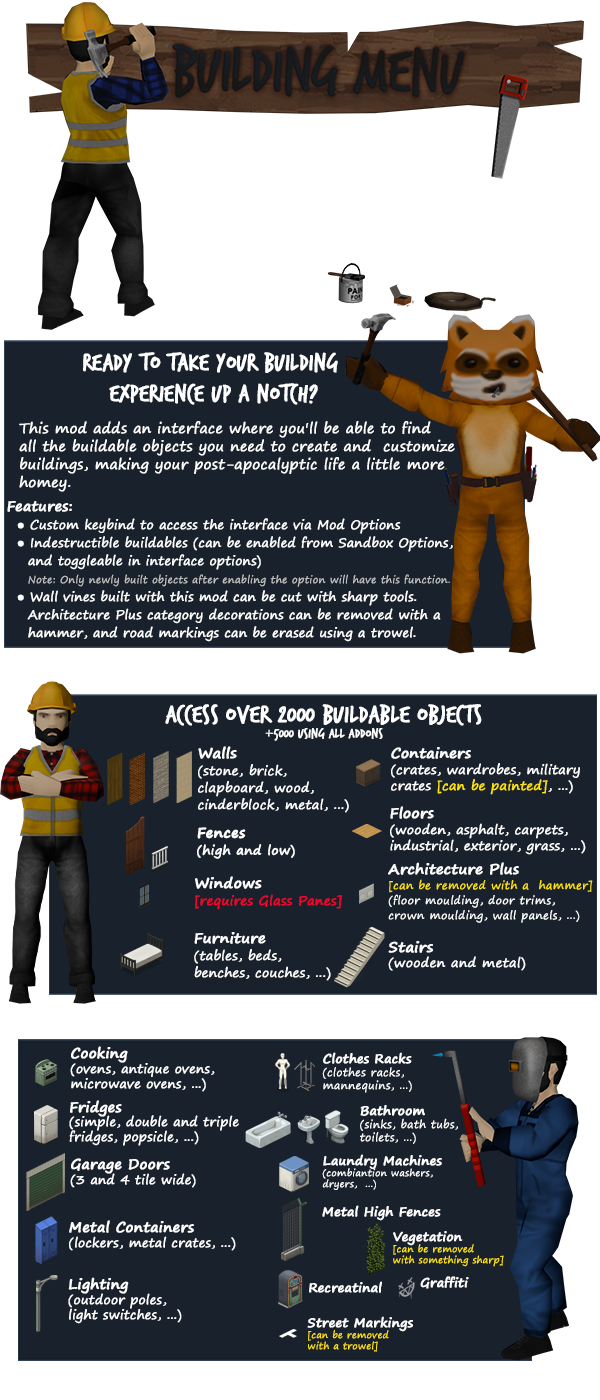 BUILDING MENU
PAIN
FOR
READY TO TAKE YOUR BUILDING
EXPERIENCE UP A NOTCH?
This mod adds an interface where you'll be able to find
all the buildable objects you need to create and customize
buildings, making your post-apocalyptic life a little more
homey.
Features:
• Custom keybind to access the interface via Mod Options
• Indestructible buildables (can be enabled from Sandbox Options,
and toggleable in interface options)
Note: Only newly built objects after enabling the option will have this function.
• Wall vines built with this mod can be cut with sharp tools.
Architecture Plus category decorations can be removed with a
hammer, and road markings can be erased using a trowel.
ACCESS OVER 2000 BUILDABLE OBJECTS
+5000 USING ALL ADDONS
Walls
(stone, brick,
clapboard, wood,
cinderblock, metal, ...)
Fences
(high and low)
Windows
[requires Glass Panes]
Furniture
(tables, beds,
benches, couches, ...)
Containers
(crates, wardrobes, military
crates [can be painted], ...)
Floors
(wooden, asphalt, carpets,
industrial, exterior, grass, ...)
Architecture Plus
[can be removed with a hammer]
(floor moulding, door trims,
crown moulding, wall panels, ...)
Stairs
(wooden and metal)
Cooking
(ovens, antique ovens,
microwave ovens, ...)
Fridges
(simple, double and triple
fridges, popsicle, ...)
Garage Doors
(3 and 4 tile wide)
Metal Containers
(lockers, metal crates, ...)
Lighting
(outdoor poles,
light switches, ...)
Clothes Racks
(clothes racks,
mannequins, ...)
Bathroom
(sinks, bath tubs,
toilets, ...)
Laundry Machines
(combiantion washers,
dryers, ...)
Metal High Fences
Vegetation
[can be removed
with something sharp]
Recreatinal
Graffiti
Street Markings
[can be removed
with a trowel]